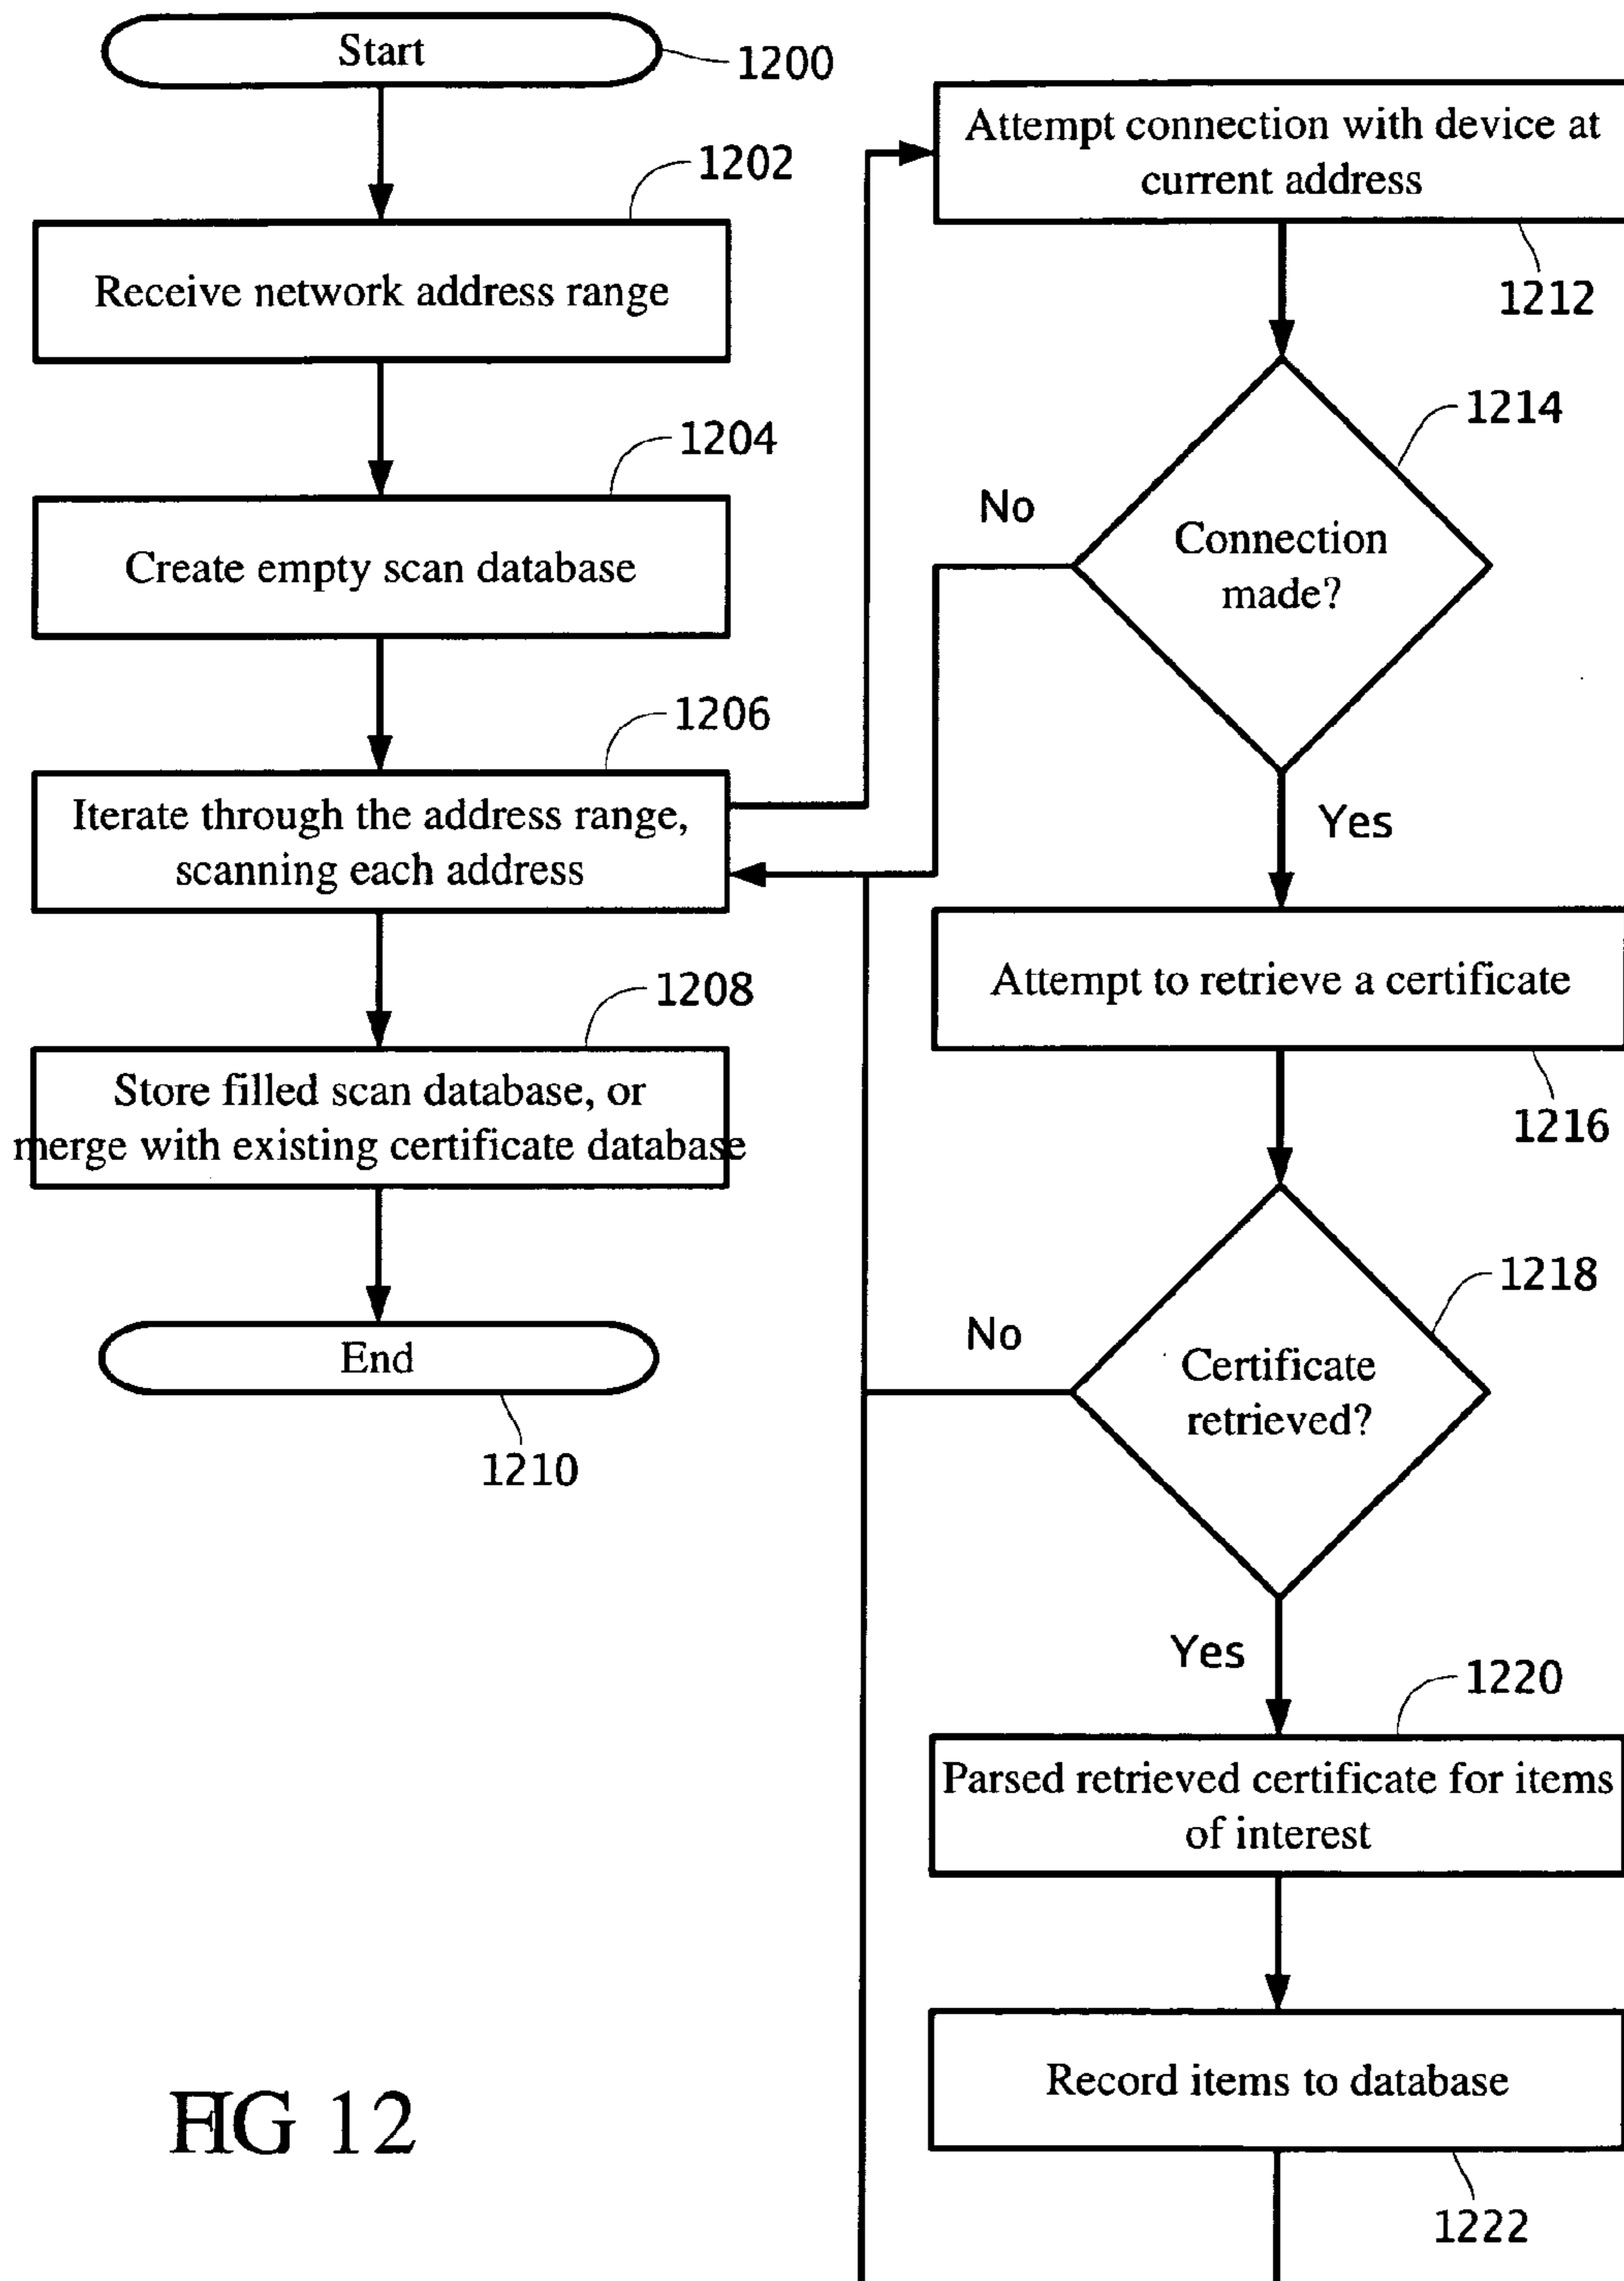 Start
1200
1202
Receive network address range
1204
Create empty scan database
1206
Iterate through the address range,
scanning each address
1208
Store filled scan database, or
merge with existing certificate database
End
1210
Attempt connection with device at
current address
1212
1214
No
Connection
made?
Yes
Attempt to retrieve a certificate
1216
1218
No
Certificate
retrieved?
Yes
1220
Parsed retrieved certificate for items
of interest
Record items to database
1222
FIG 12